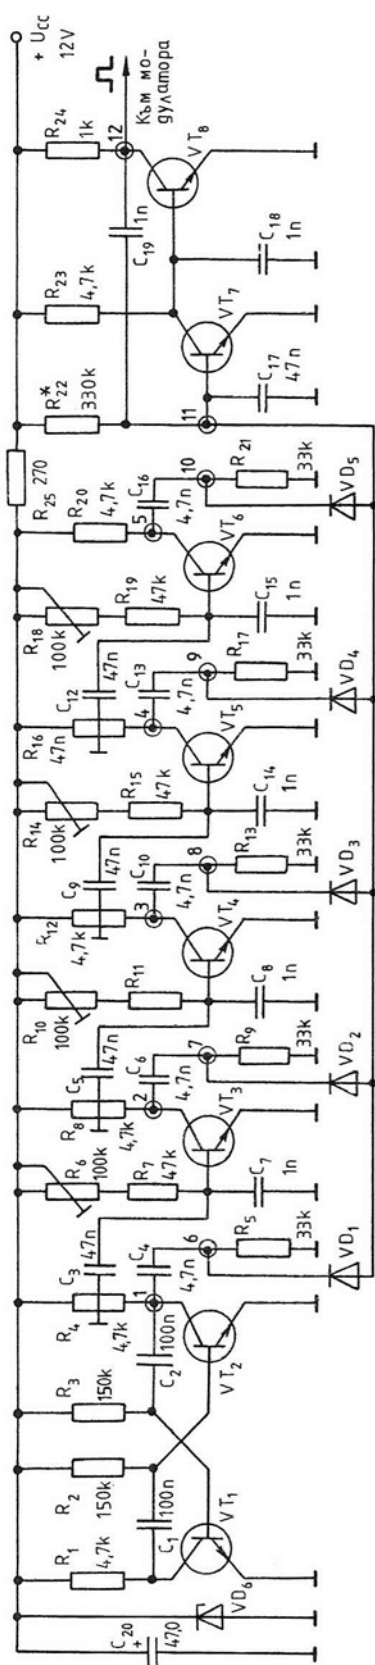 C20
+
47,0
VD6
R1
4,7k
C1
100n
VT1
R2
150k
R3
150k
C2
100n
VT2
R4
4,7k
1
C3
47n
C4
4,7n
6
R5
33k
VD1
R6
100k
R7
47k
C7
1n
VT3
R8
4,7k
2
C5
47n
C6
4,7n
7
R9
33k
VD2
R10
100k
R11
C8
1n
VT4
R12
4,7k
3
C9
47n
C10
4,7n
8
R13
33k
VD3
R14
100k
R15
47k
C14
1n
VT5
R16
47n
4
C12
47n
C13
4,7n
9
R17
33k
VD4
R18
100k
R19
47k
C15
1n
VT6
R20
4,7k
5
C16
4,7n
10
R21
33k
VD5
R25
270
R22*
330k
11
C17
47n
VT7
R23
4,7k
C19
1n
C18
1n
VT8
R24
1k
12
Към мо-
дулатора
+ UCC
12V